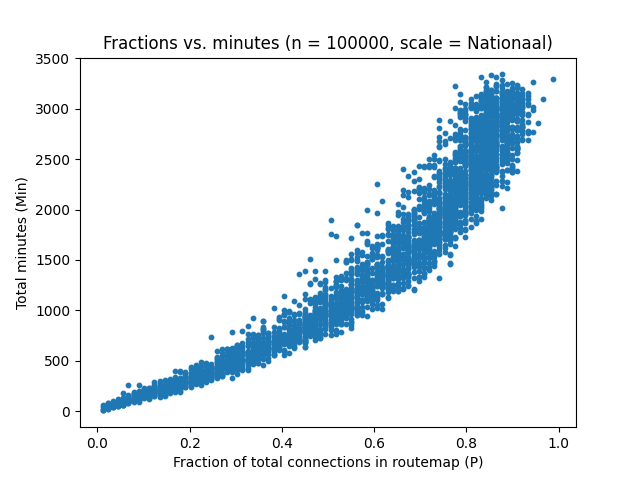 Fractions vs. minutes (n = 100000, scale = Nationaal)
3500
3000
2500
2000
1500
1000
500
0
Total minutes (Min)
0.0 0.2 0.4 0.6 0.8 1.0
Fraction of total connections in routemap (P)